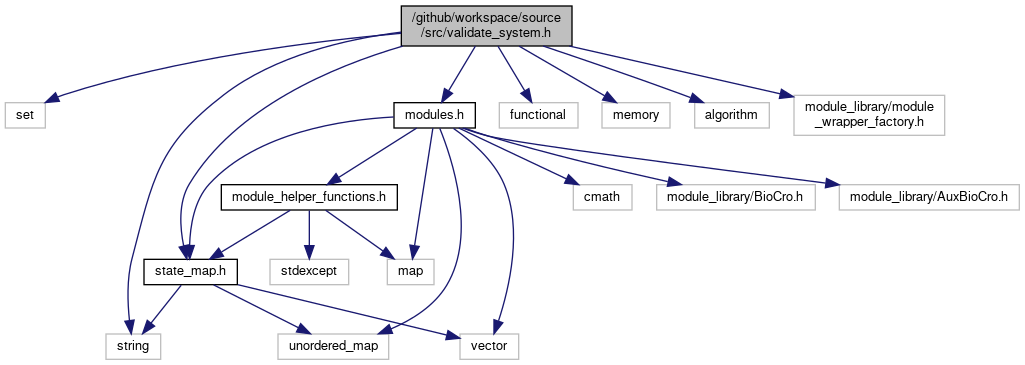 /github/workspace/source
/src/validate_system.h
set
modules.h
functional
memory
algorithm
module_library/module
_wrapper_factory.h
module_helper_functions.h
cmath
module_library/BioCro.h
module_library/AuxBioCro.h
state_map.h
stdexcept
map
string
unordered_map
vector